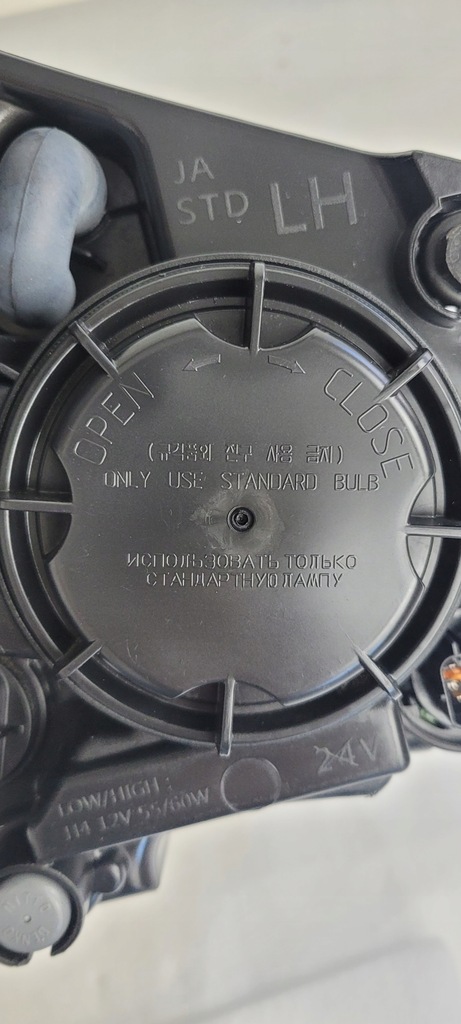 JA
STD LH
OPEN CLOSE
(규격품외 전구 사용 금지)
ONLY USE STANDARD BULB
ИСПОЛЬЗОВАТЬ ТОЛЬКО
СТАНДАРТНУЮ ЛАМПУ
24V
LOW/HIGH :
H4 12V 55/60W